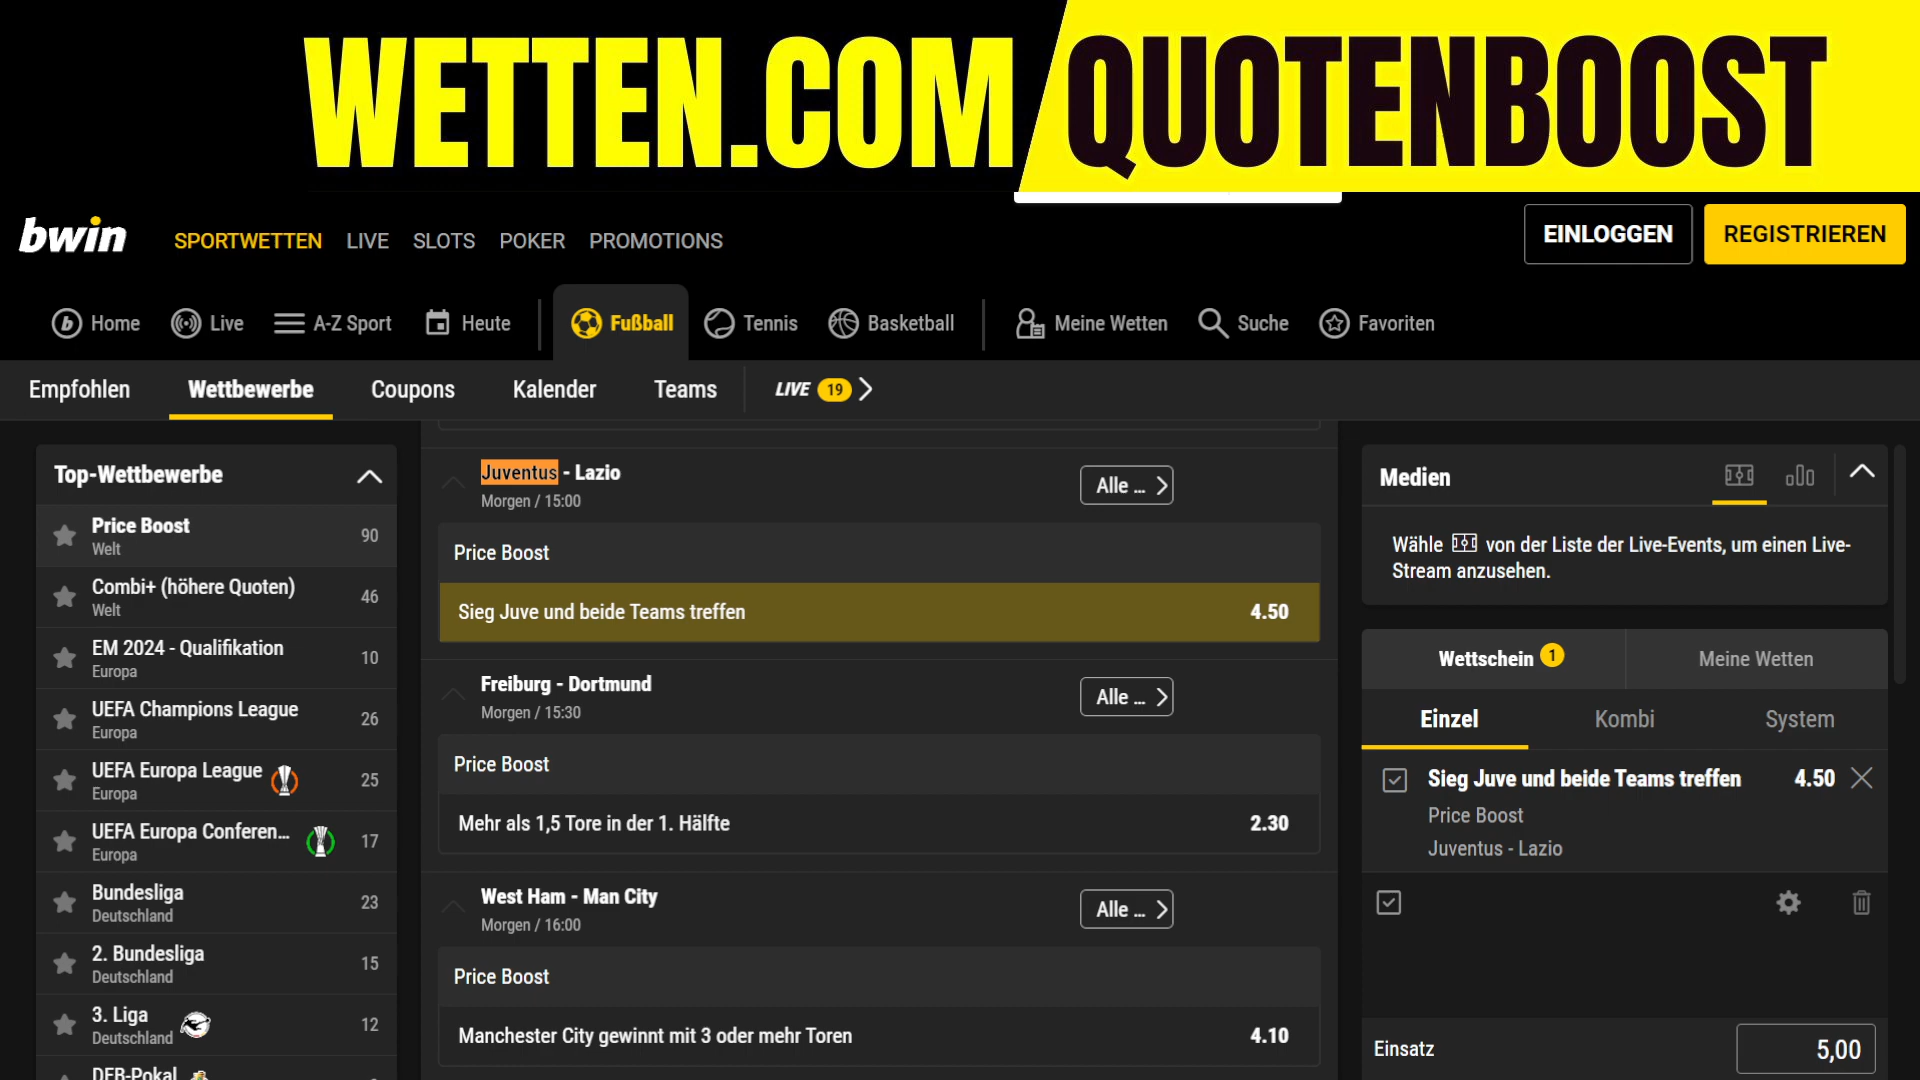 WETTEN.COM QUOTENBOOST
bwin SPORTWETTEN LIVE SLOTS POKER PROMOTIONS EINLOGGEN REGISTRIEREN
Home Live A-Z Sport Heute Fußball Tennis Basketball Meine Wetten Suche Favoriten
Empfohlen Wettbewerbe Coupons Kalender Teams LIVE 19
Top-Wettbewerbe
Price Boost 90
Welt
Combi+ (höhere Quoten) 46
Welt
EM 2024 - Qualifikation 10
Europa
UEFA Champions League 26
Europa
UEFA Europa League 25
Europa
UEFA Europa Conferen... 17
Europa
Bundesliga 23
Deutschland
2. Bundesliga 15
Deutschland
3. Liga 12
Deutschland
DFB-Pokal
Juventus - Lazio Alle ...
Morgen / 15:00
Price Boost
Sieg Juve und beide Teams treffen 4.50
Freiburg - Dortmund Alle ...
Morgen / 15:30
Price Boost
Mehr als 1,5 Tore in der 1. Hälfte 2.30
West Ham - Man City Alle ...
Morgen / 16:00
Price Boost
Manchester City gewinnt mit 3 oder mehr Toren 4.10
Medien
Wähle von der Liste der Live-Events, um einen Live-
Stream anzusehen.
Wettschein 1 Meine Wetten
Einzel Kombi System
Sieg Juve und beide Teams treffen 4.50
Price Boost
Juventus - Lazio
Einsatz 5,00